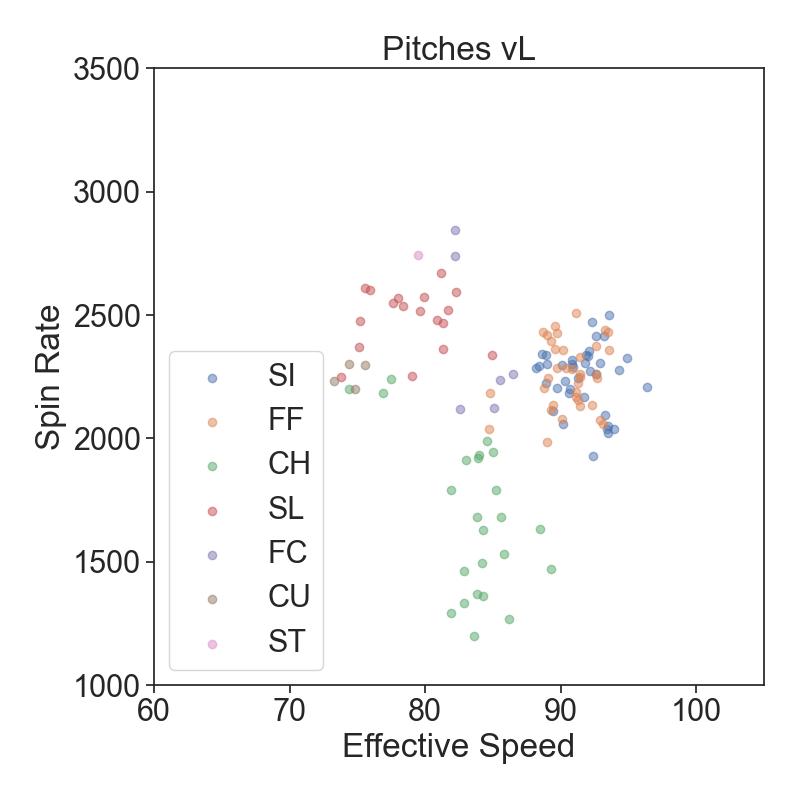 Pitches vL
3500
3000
2500
2000
1500
1000
Spin Rate
SI
FF
CH
SL
FC
CU
ST
60 70 80 90 100
Effective Speed